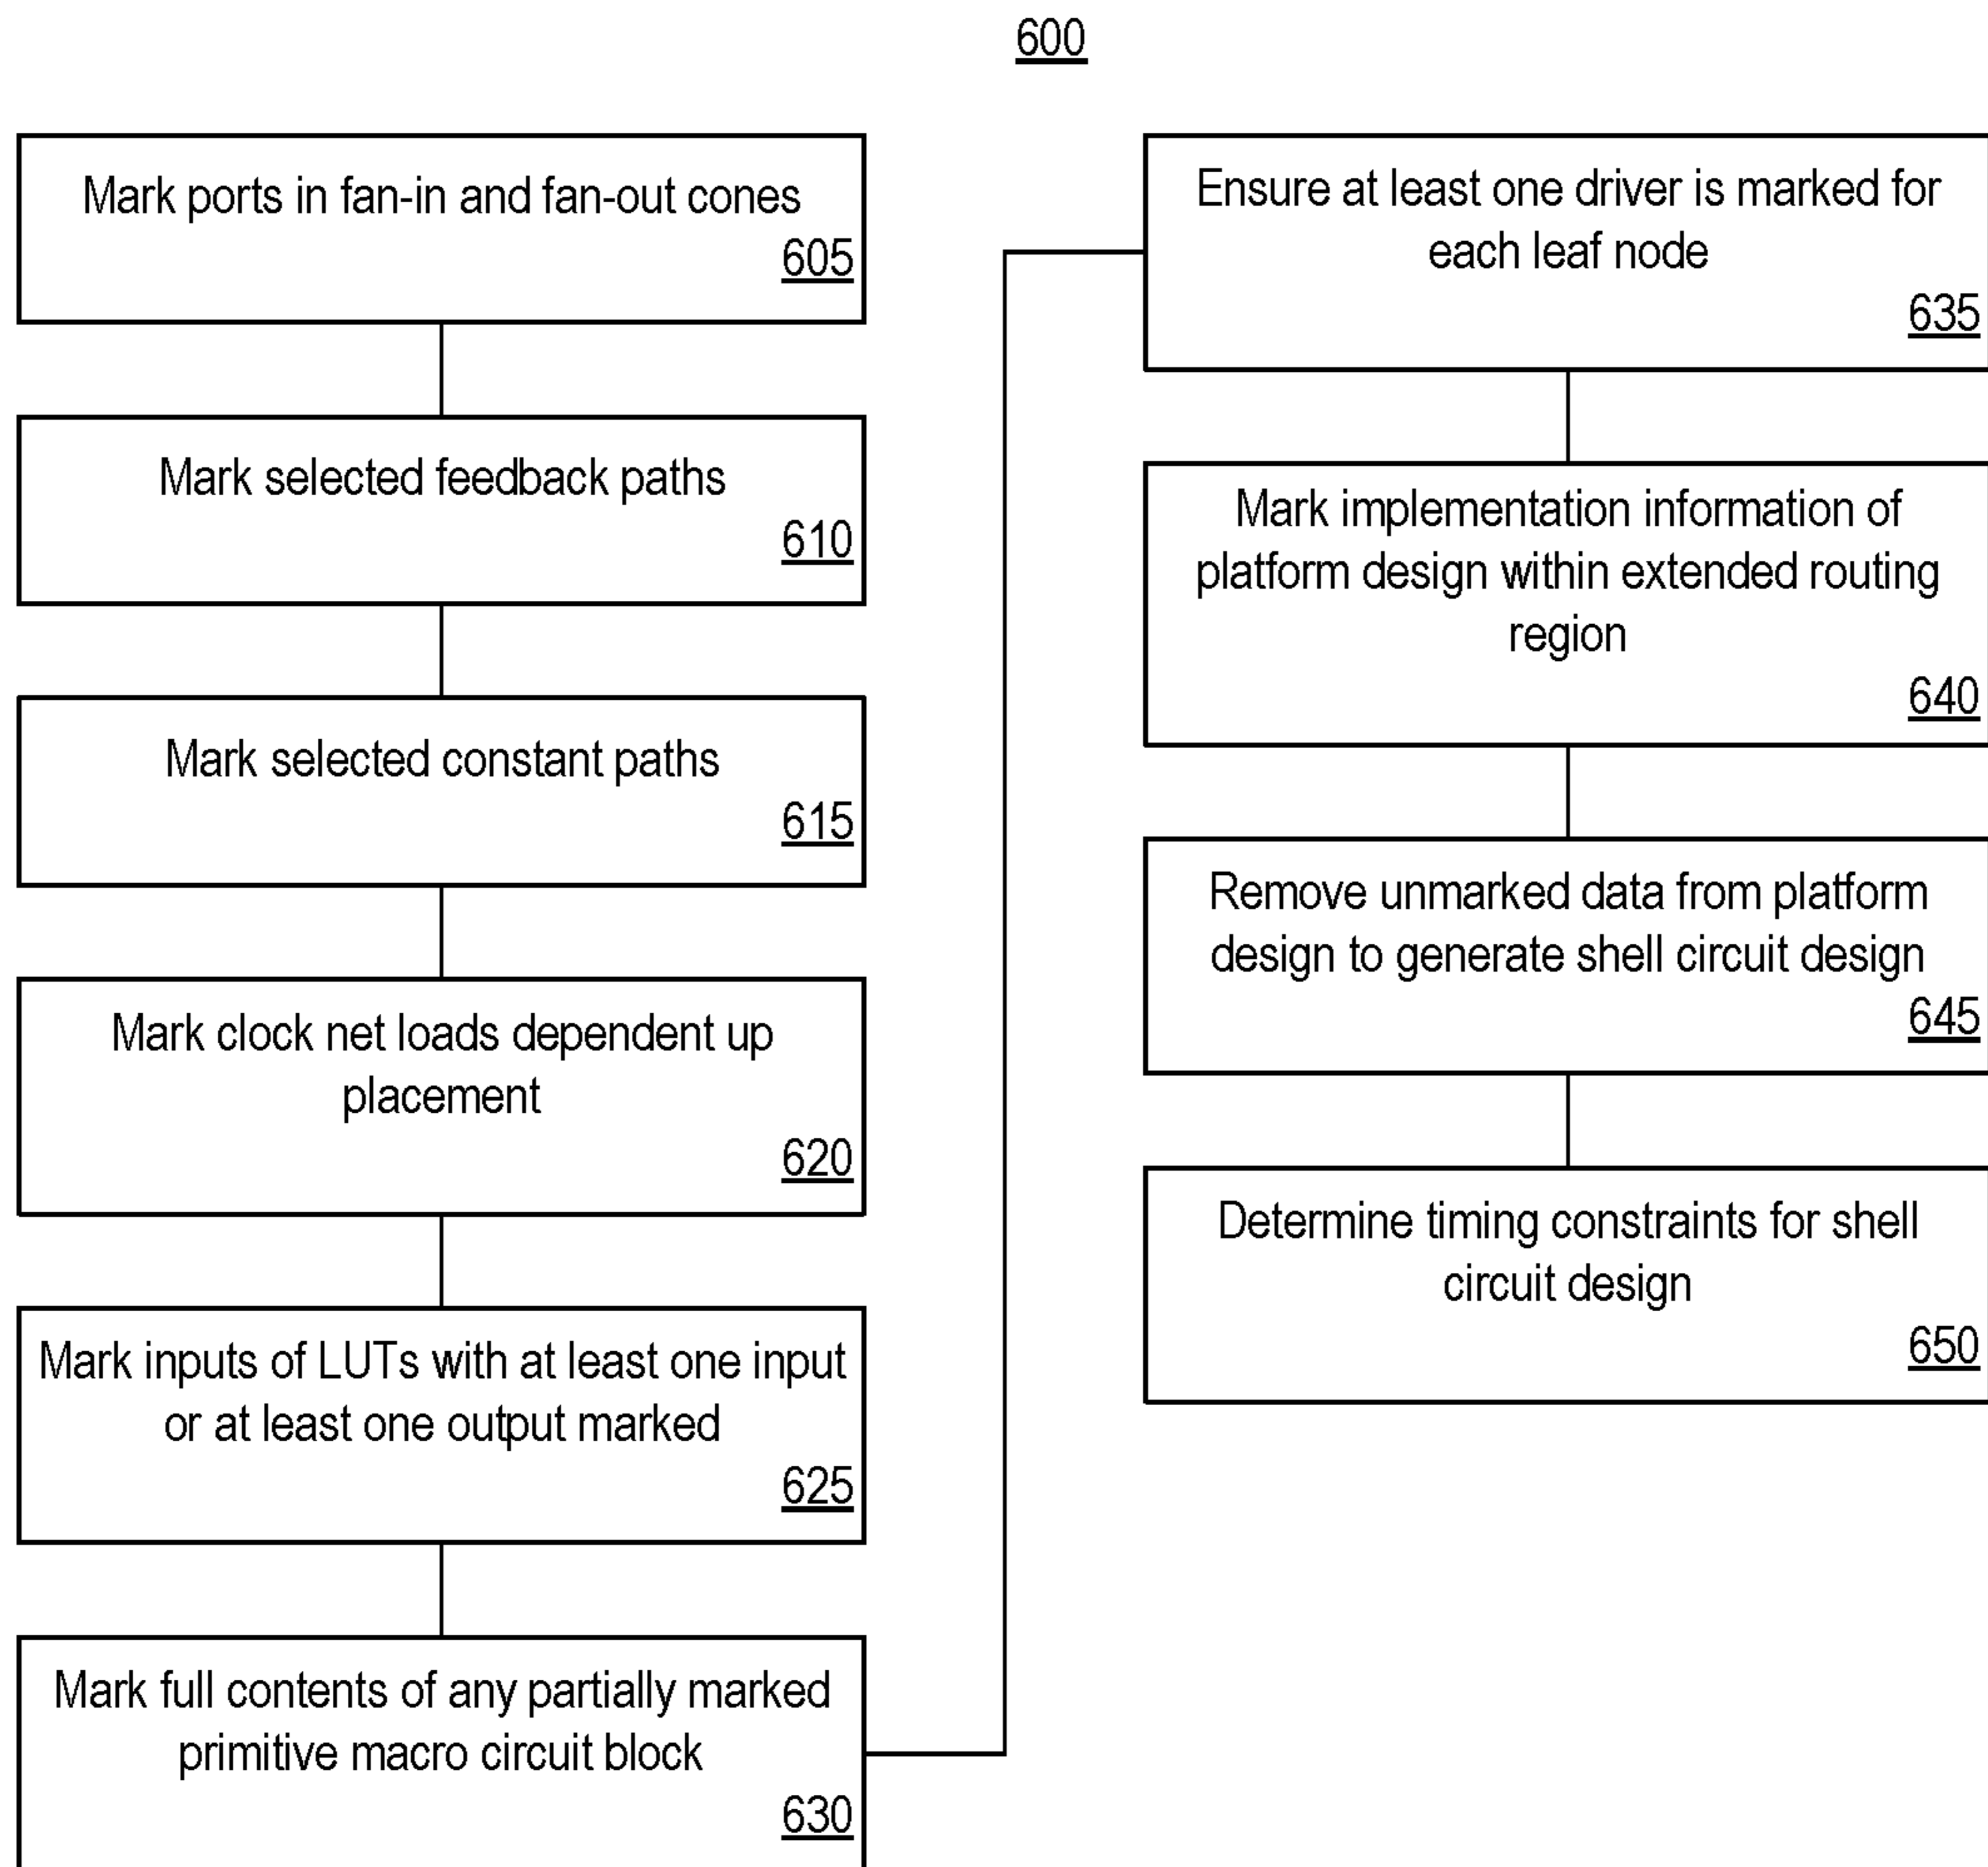 600
Mark ports in fan-in and fan-out cones
605
Mark selected feedback paths
610
Mark selected constant paths
615
Mark clock net loads dependent up
placement
620
Mark inputs of LUTs with at least one input
or at least one output marked
625
Mark full contents of any partially marked
primitive macro circuit block
630
Ensure at least one driver is marked for
each leaf node
635
Mark implementation information of
platform design within extended routing
region
640
Remove unmarked data from platform
design to generate shell circuit design
645
Determine timing constraints for shell
circuit design
650